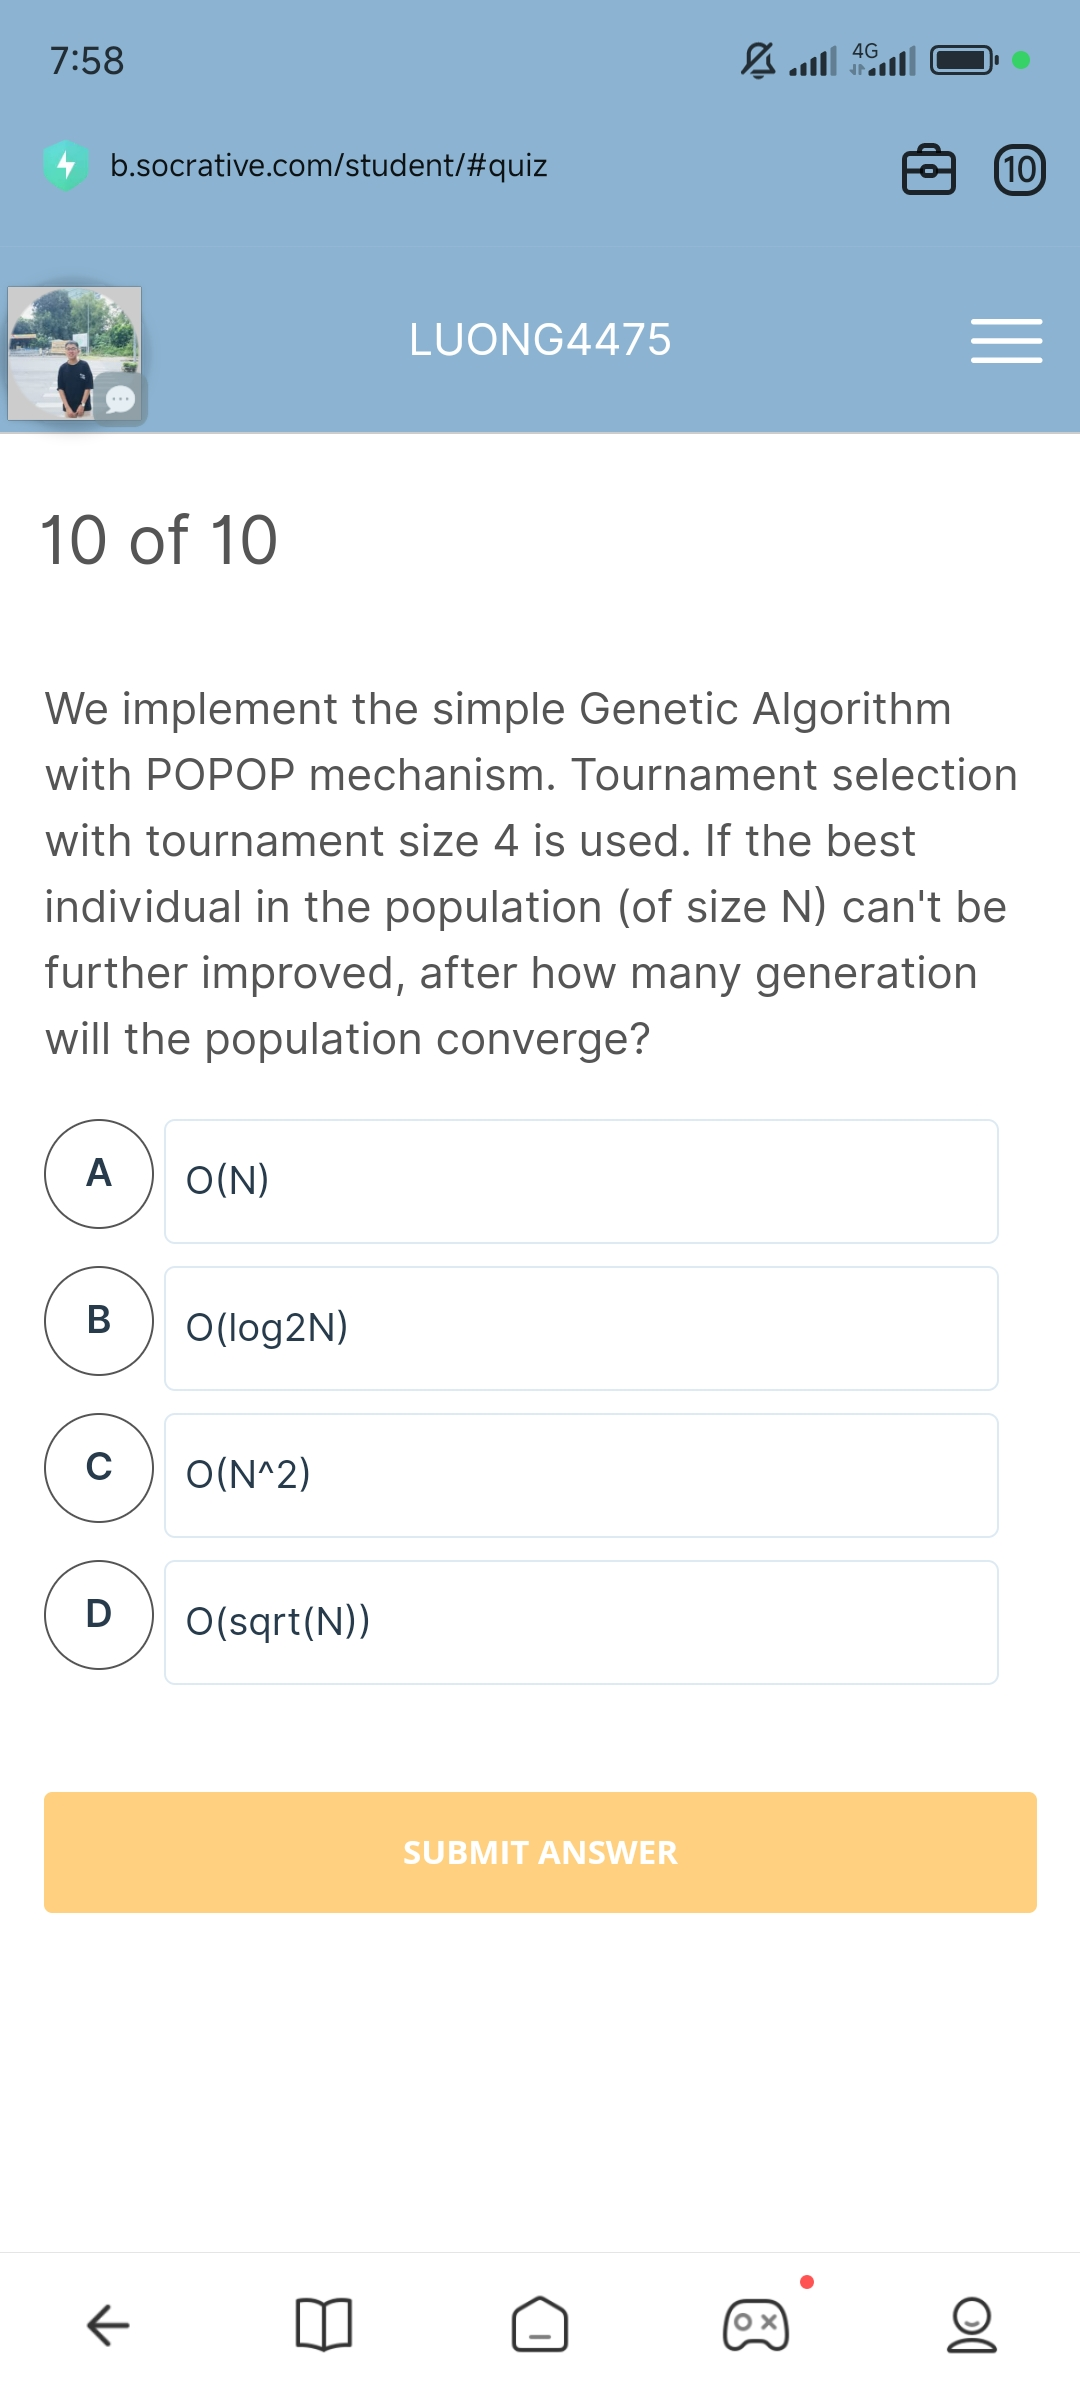 7:58
4G
b.socrative.com/student/#quiz
10
LUONG4475
10 of 10
We implement the simple Genetic Algorithm
with POPOP mechanism. Tournament selection
with tournament size 4 is used. If the best
individual in the population (of size N) can't be
further improved, after how many generation
will the population converge?
A
O(N)
B
O(log2N)
C
O(N^2)
D
O(sqrt(N))
SUBMIT ANSWER